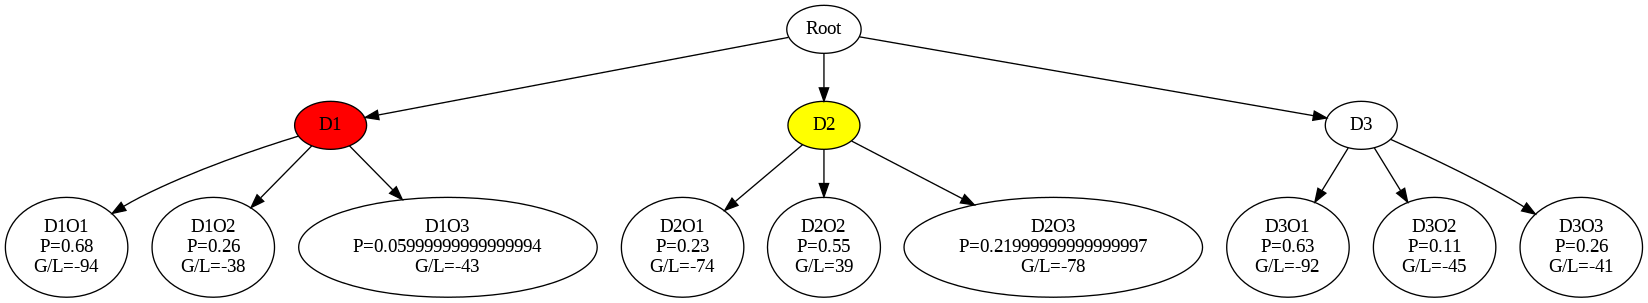 Root
D1
D2
D3
D1O1
P=0.68
G/L=-94
D1O2
P=0.26
G/L=-38
D1O3
P=0.05999999999999994
G/L=-43
D2O1
P=0.23
G/L=-74
D2O2
P=0.55
G/L=39
D2O3
P=0.21999999999999997
G/L=-78
D3O1
P=0.63
G/L=-92
D3O2
P=0.11
G/L=-45
D3O3
P=0.26
G/L=-41